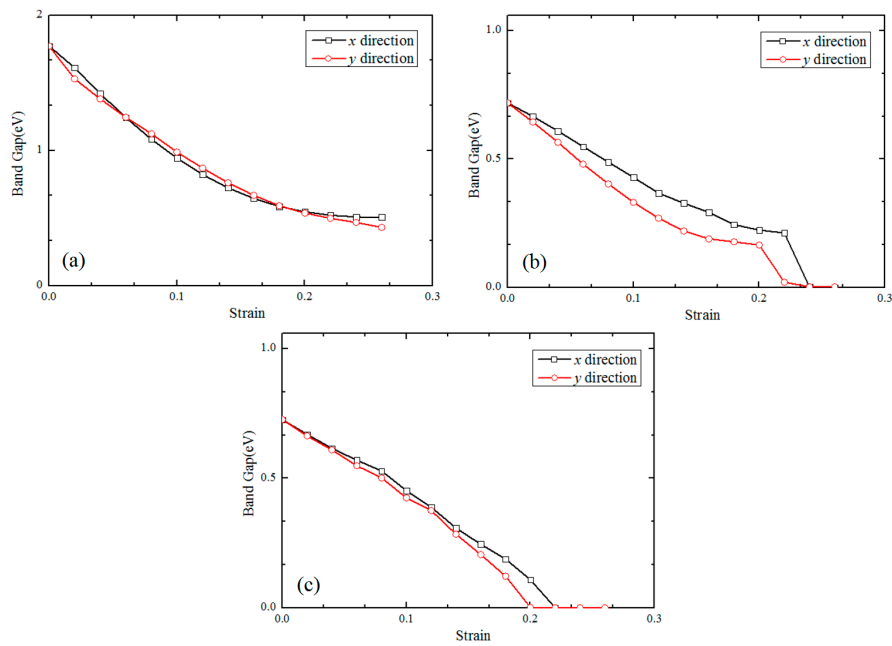 2
x direction
y direction
Band Gap(eV)
1
(a)
0
0.0
0.1
0.2
0.3
Strain
1.0
x direction
y direction
Band Gap(eV)
0.5
(b)
0.0
0.0
0.1
0.2
0.3
Strain
1.0
x direction
y direction
Band Gap(eV)
0.5
(c)
0.0
0.0
0.1
0.2
0.3
Strain